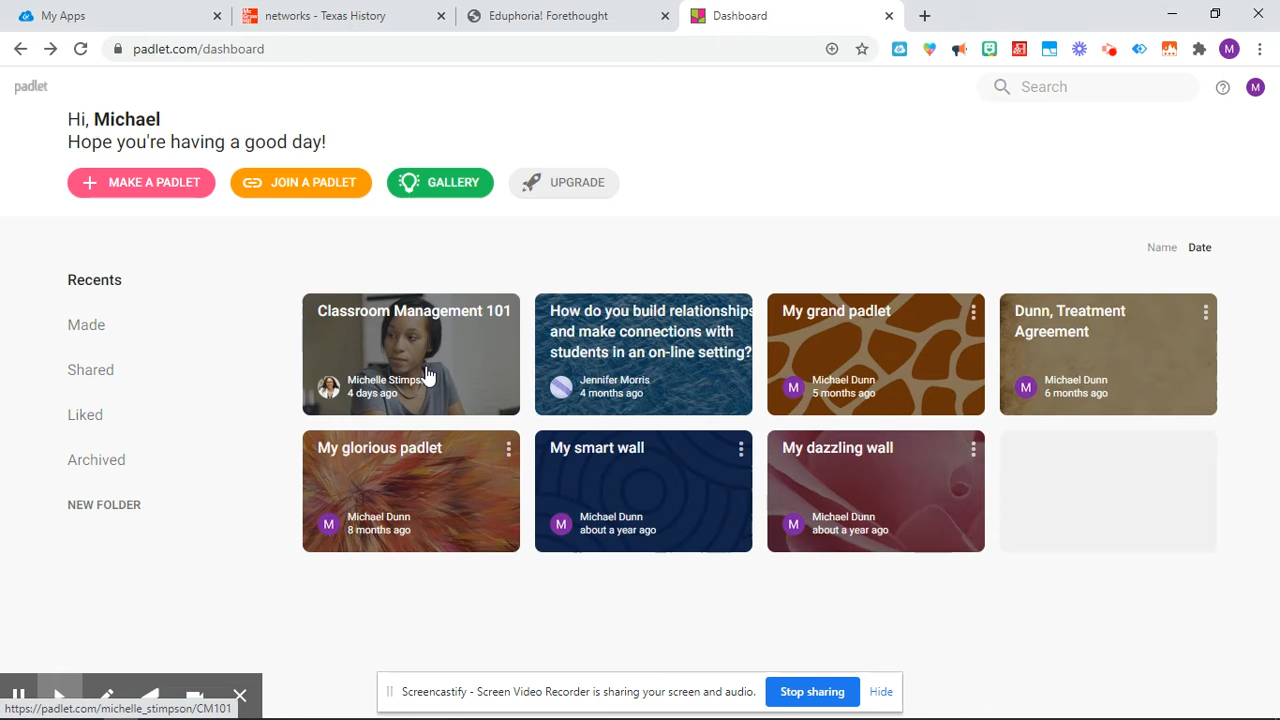 My Apps
networks - Texas History
Eduphoria! Forethought
Dashboard
padlet.com/dashboard
M
padlet
Search
M
Hi, Michael
Hope you're having a good day!
MAKE A PADLET
JOIN A PADLET
GALLERY
UPGRADE
Name
Date
Recents
Made
Shared
Liked
Archived
NEW FOLDER
Classroom Management 101
Michelle Stimps
4 days ago
How do you build relationships
and make connections with
students in an on-line setting?
Jennifer Morris
4 months ago
My grand padlet
M
Michael Dunn
5 months ago
Dunn, Treatment
Agreement
M
Michael Dunn
6 months ago
My glorious padlet
M
Michael Dunn
8 months ago
My smart wall
M
Michael Dunn
about a year ago
My dazzling wall
M
Michael Dunn
about a year ago
Screencastify - Screen Video Recorder is sharing your screen and audio.
Stop sharing
Hide
https://padlet.com/michelle_stimpson/CM101